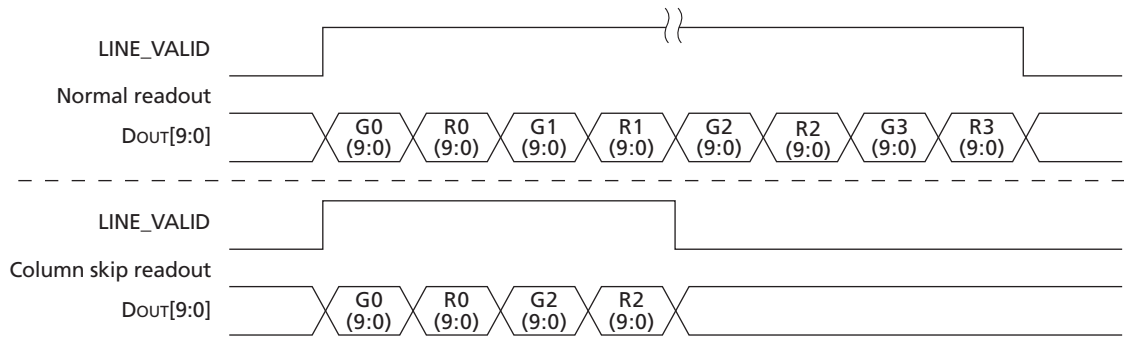 LINE_VALID
Normal readout
DOUT[9:0]
G0 (9:0) R0 (9:0) G1 (9:0) R1 (9:0) G2 (9:0) R2 (9:0) G3 (9:0) R3 (9:0)
LINE_VALID
Column skip readout
DOUT[9:0]
G0 (9:0) R0 (9:0) G2 (9:0) R2 (9:0)